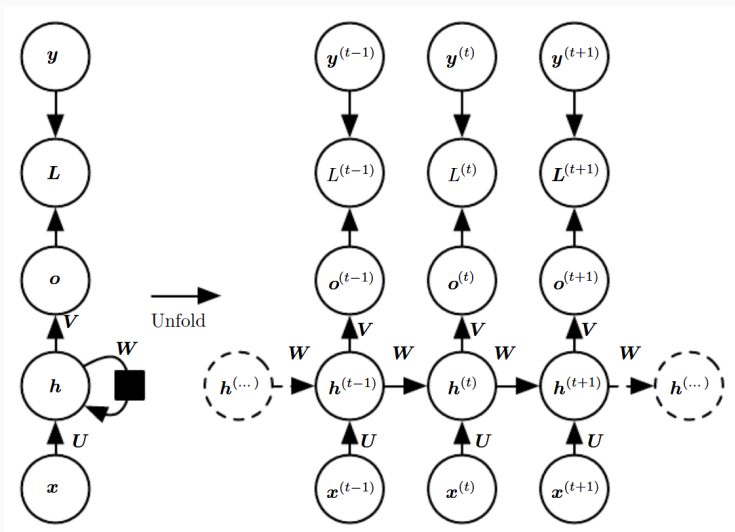 y y^(t−1) y^(t) y^(t+1)
L L^(t−1) L^(t) L^(t+1)
o o^(t−1) o^(t) o^(t+1)
Unfold
V V V V
W W W W W
h h^(...) h^(t−1) h^(t) h^(t+1) h^(...)
U U U U
x x^(t−1) x^(t) x^(t+1)